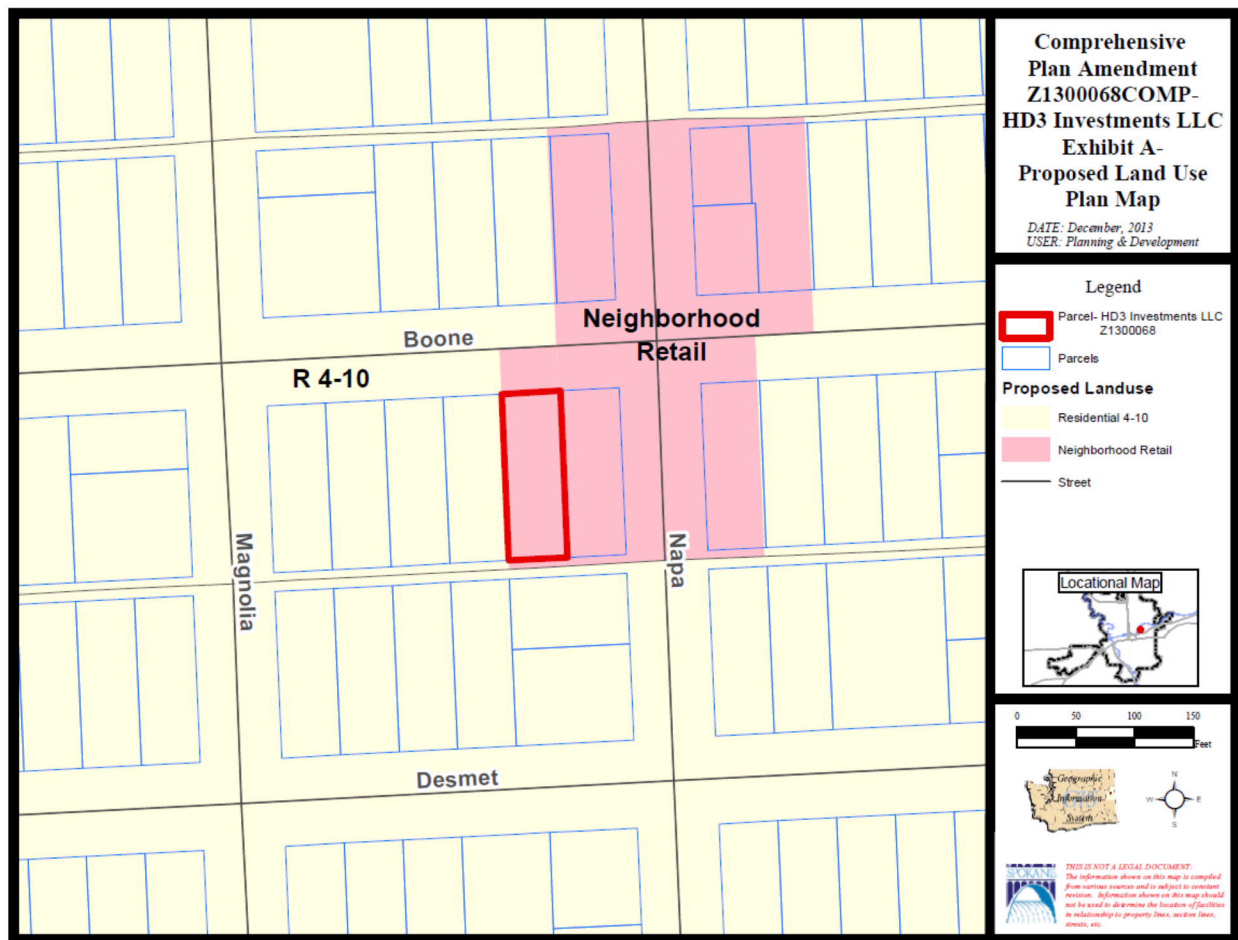 Comprehensive
Plan Amendment
Z1300068COMP-
HD3 Investments LLC
Exhibit A-
Proposed Land Use
Plan Map
DATE: December, 2013
USER: Planning & Development
Legend
Parcel- HD3 Investments LLC
Z1300068
Parcels
Proposed Landuse
Residential 4-10
Neighborhood Retail
Street
Neighborhood
Retail
Boone
R 4-10
Magnolia
Napa
Desmet
Locational Map
0 50 100 150
Feet
Geographic
Information
System
N
W E
S
SPOKANE
THIS IS NOT A LEGAL DOCUMENT:
The information shown on this map is compiled
from various sources and is subject to constant
revision. Information shown on this map should
not be used to determine the location of facilities
in relationship to property lines, section lines,
streets, etc.